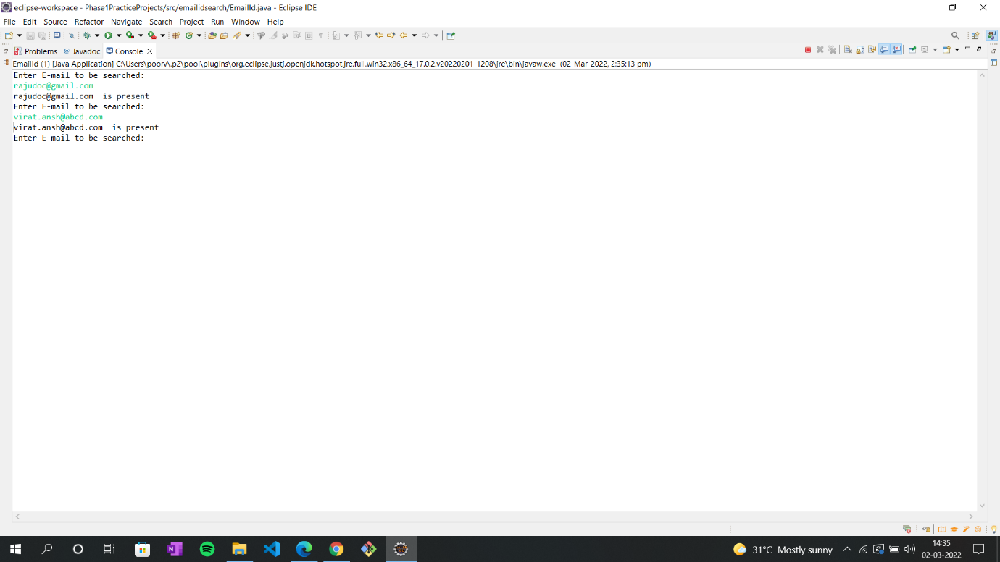 eclipse-workspace - Phase1PracticeProjects/src/emailidsearch/EmailId.java - Eclipse IDE
File Edit Source Refactor Navigate Search Project Run Window Help
Problems @ Javadoc Console
EmailId (1) [Java Application] C:\Users\poorv\.p2\pool\plugins\org.eclipse.justj.openjdk.hotspot.jre.full.win32.x86_64_17.0.2.v20220201-1208\jre\bin\javaw.exe (02-Mar-2022, 2:35:13 pm)
Enter E-mail to be searched:
rajudoc@gmail.com
rajudoc@gmail.com  is present
Enter E-mail to be searched:
virat.ansh@abcd.com
virat.ansh@abcd.com  is present
Enter E-mail to be searched:
31°C Mostly sunny
14:35
02-03-2022